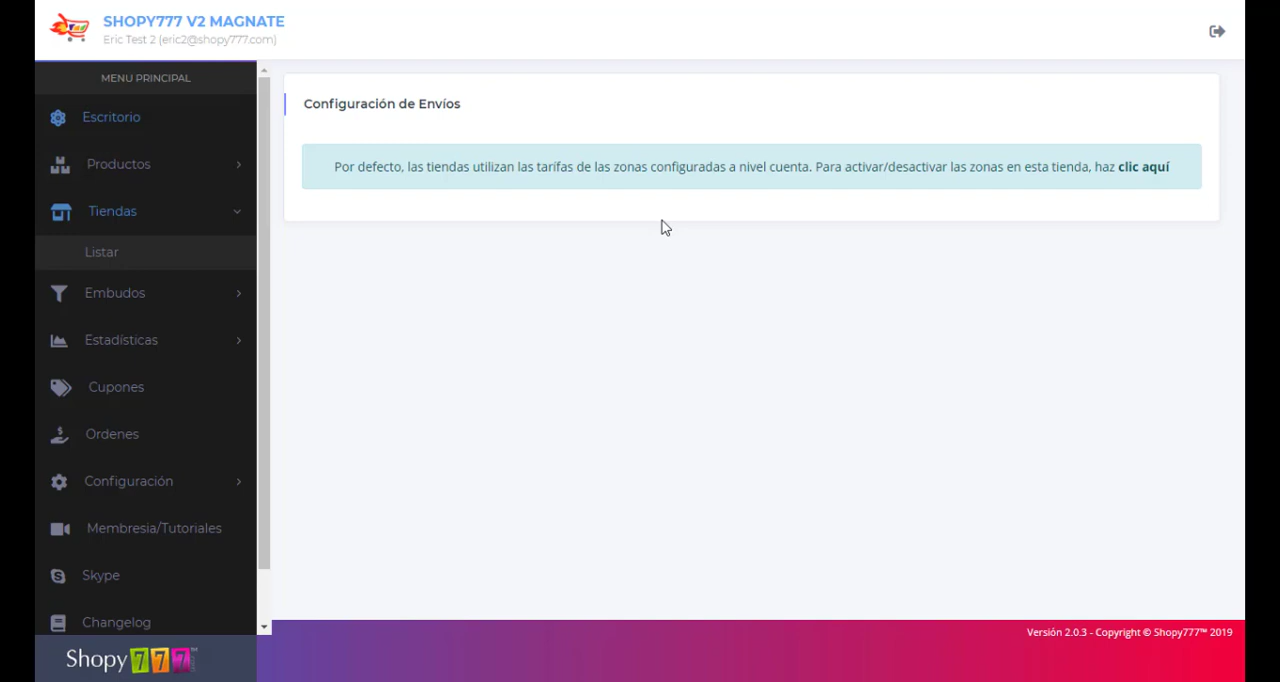 SHOPY777 V2 MAGNATE
Eric Test 2 (eric2@shopy777.com)
MENU PRINCIPAL
Escritorio
Productos
Tiendas
Listar
Embudos
Estadísticas
Cupones
Ordenes
Configuración
Membresia/Tutoriales
Skype
Changelog
Shopy777™
Configuración de Envíos
Por defecto, las tiendas utilizan las tarífas de las zonas configuradas a nivel cuenta. Para activar/desactivar las zonas en esta tienda, haz clic aquí
Versión 2.0.3 - Copyright © Shopy777™ 2019